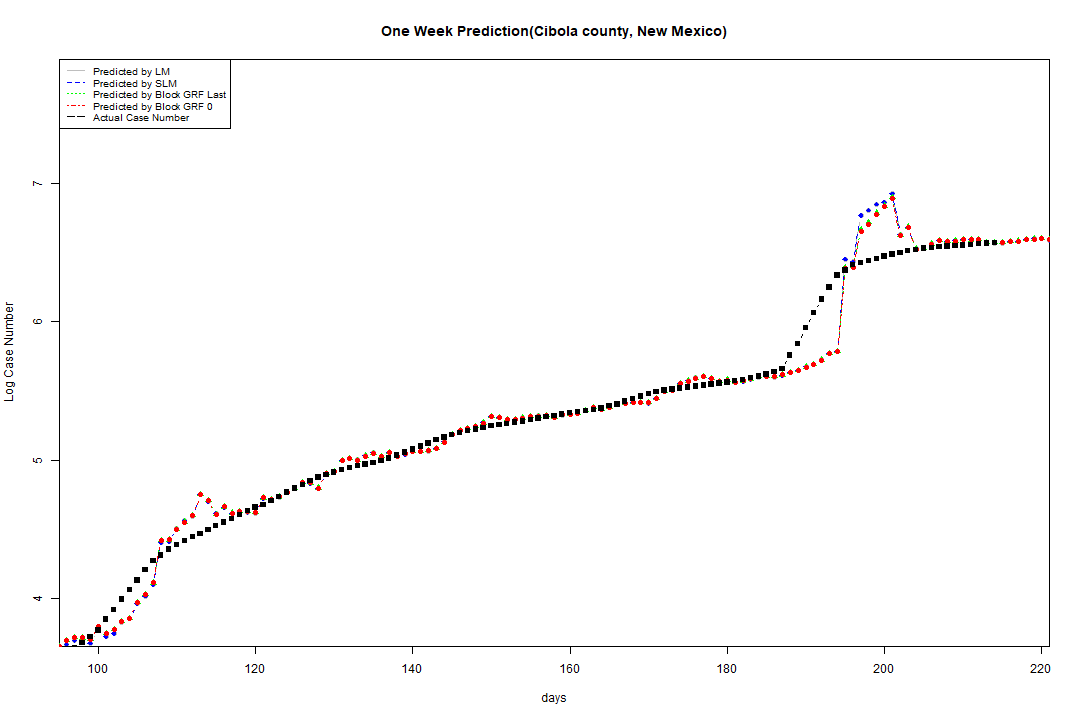 One Week Prediction(Cibola county, New Mexico)
Predicted by LM
Predicted by SLM
Predicted by Block GRF Last
Predicted by Block GRF 0
Actual Case Number
7
6
5
4
Log Case Number
100 120 140 160 180 200 220
days